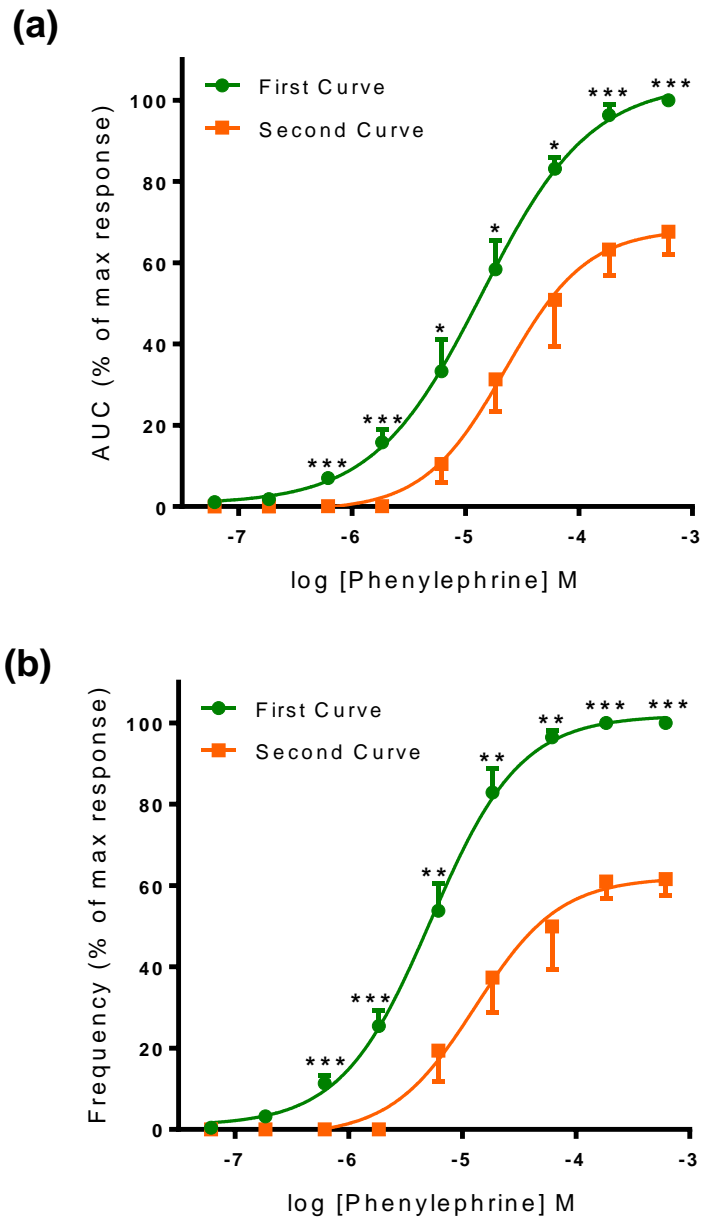 (a)
First Curve
Second Curve
AUC (% of max response)
100
80
60
40
20
0
*** *** * * * *** ***
-7 -6 -5 -4 -3
log [Phenylephrine] M
(b)
First Curve
Second Curve
Frequency (% of max response)
100
80
60
40
20
0
*** *** ** ** ** *** ***
-7 -6 -5 -4 -3
log [Phenylephrine] M